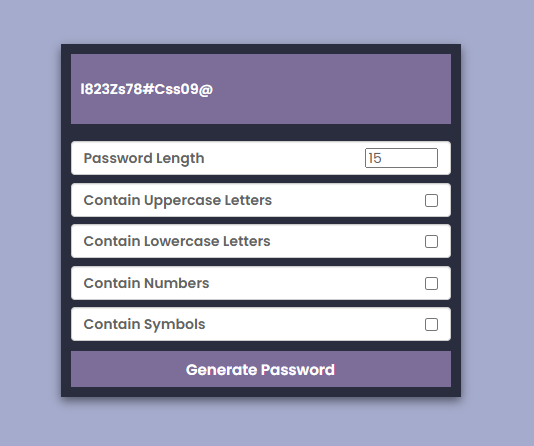 l823Zs78#Css09@
Password Length 15
Contain Uppercase Letters
Contain Lowercase Letters
Contain Numbers
Contain Symbols
Generate Password